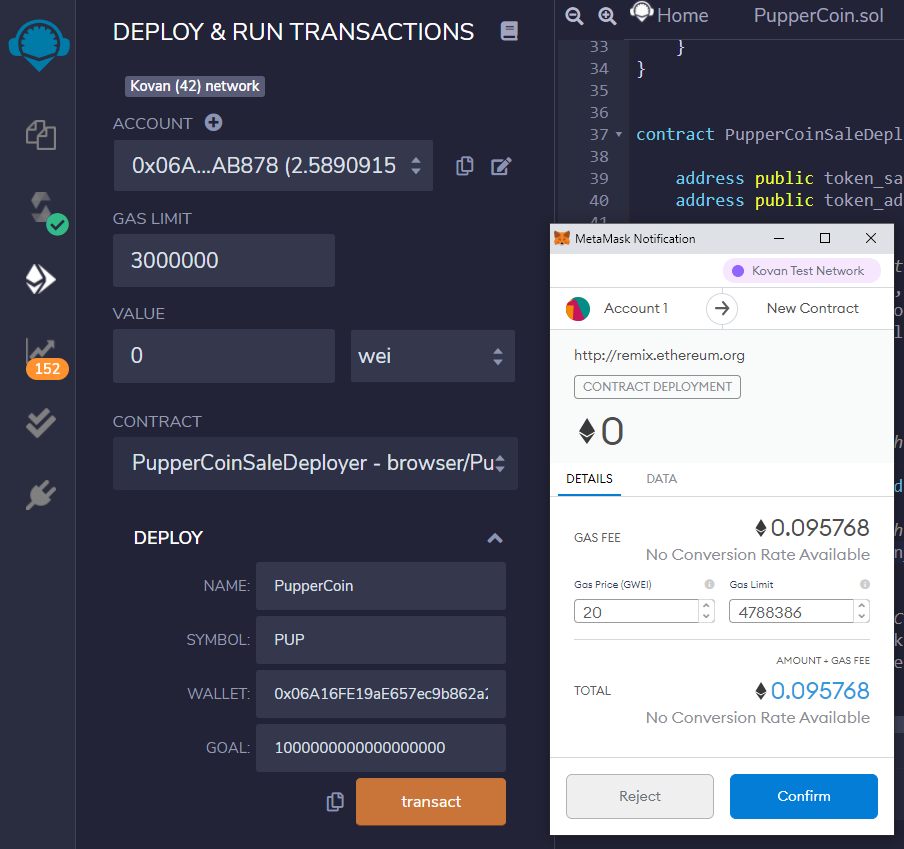 DEPLOY & RUN TRANSACTIONS
Kovan (42) network
ACCOUNT
0x06A...AB878 (2.5890915
GAS LIMIT
3000000
VALUE
0
wei
152
CONTRACT
PupperCoinSaleDeployer - browser/Pu
DEPLOY
NAME:
PupperCoin
SYMBOL:
PUP
WALLET:
0x06A16FE19aE657ec9b862a2
GOAL:
1000000000000000000
transact
Home
PupperCoin.sol
33 }
34 }
35
36
37 contract PupperCoinSaleDepl
38
39 address public token_sa
40 address public token_ad
41
MetaMask Notification
Kovan Test Network
Account 1
New Contract
http://remix.ethereum.org
CONTRACT DEPLOYMENT
0
DETAILS
DATA
GAS FEE
0.095768
No Conversion Rate Available
Gas Price (GWEI)
Gas Limit
20
4788386
AMOUNT + GAS FEE
TOTAL
0.095768
No Conversion Rate Available
Reject
Confirm